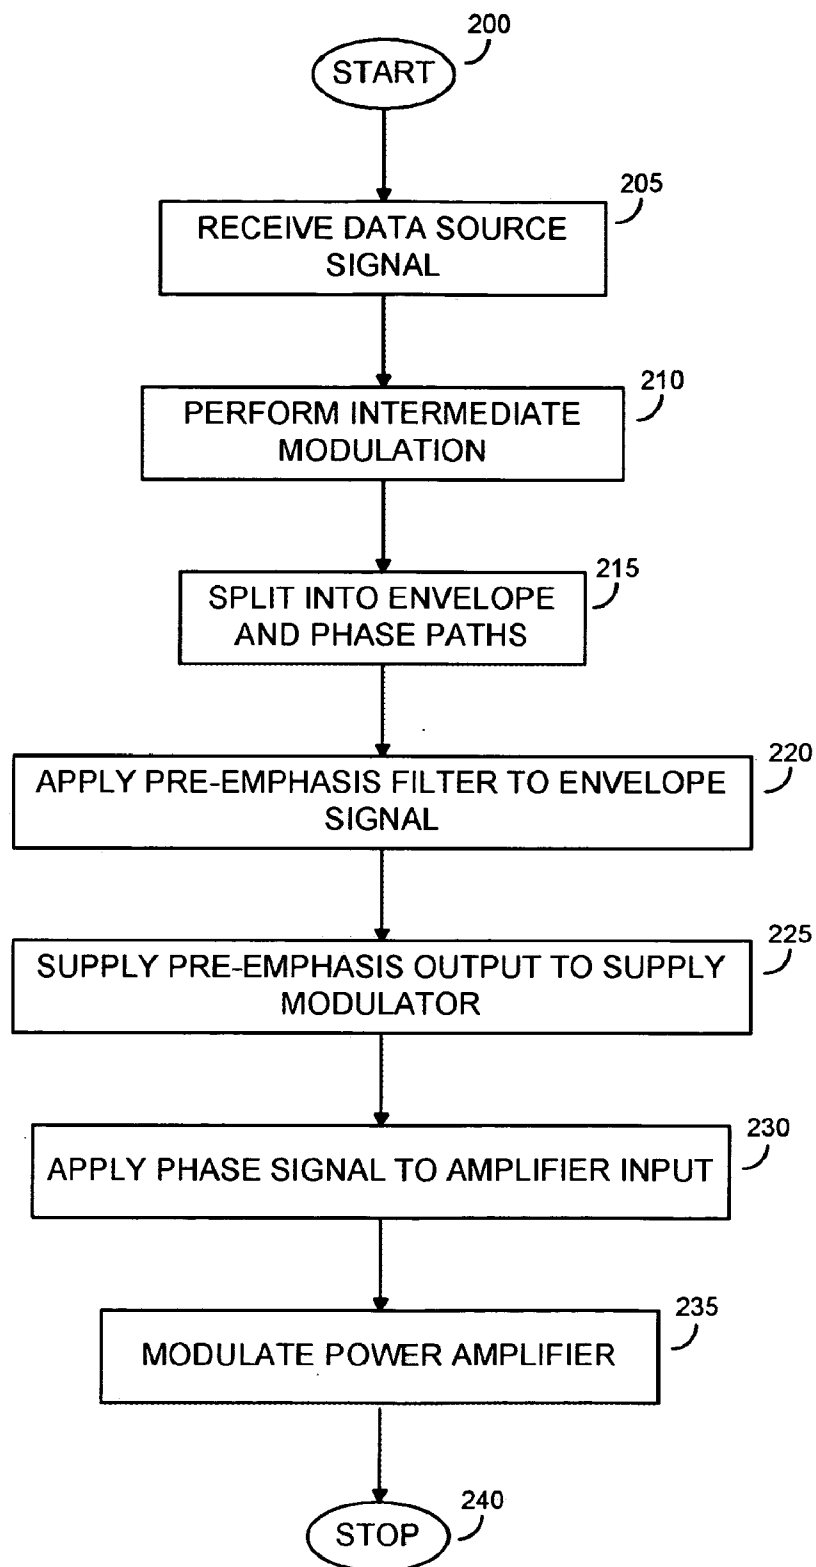 200
START
205
RECEIVE DATA SOURCE
SIGNAL
210
PERFORM INTERMEDIATE
MODULATION
215
SPLIT INTO ENVELOPE
AND PHASE PATHS
220
APPLY PRE-EMPHASIS FILTER TO ENVELOPE
SIGNAL
225
SUPPLY PRE-EMPHASIS OUTPUT TO SUPPLY
MODULATOR
230
APPLY PHASE SIGNAL TO AMPLIFIER INPUT
235
MODULATE POWER AMPLIFIER
240
STOP